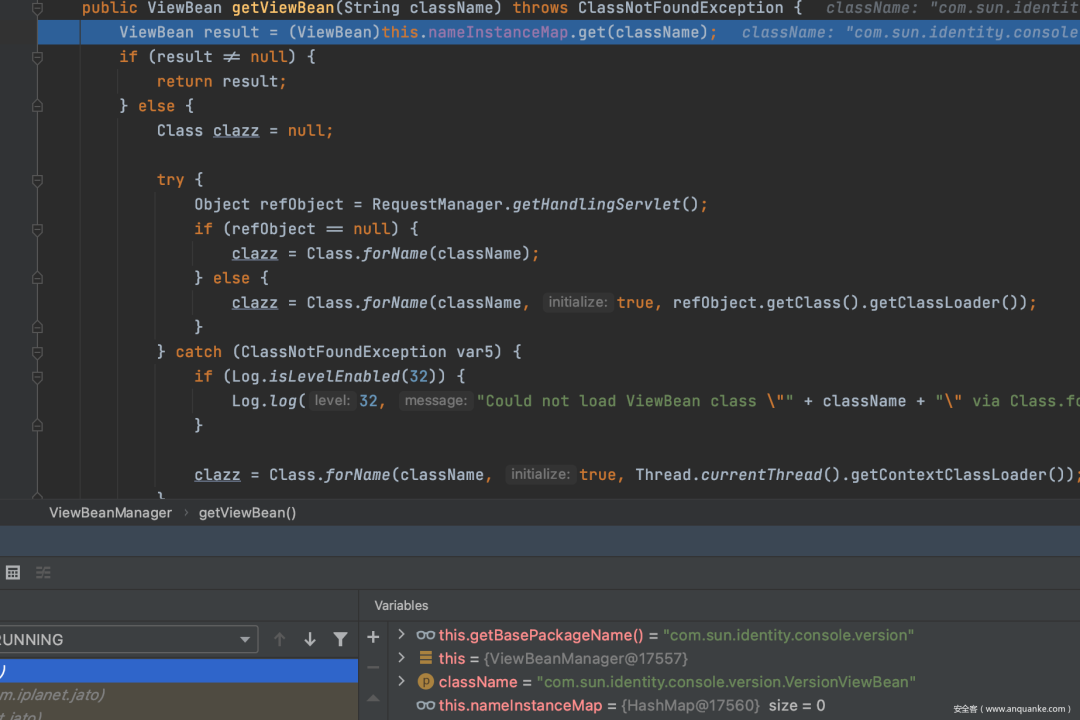 public ViewBean getViewBean(String className) throws ClassNotFoundException {  className: "com.sun.identit
ViewBean result = (ViewBean)this.nameInstanceMap.get(className);  className: "com.sun.identity.console
if (result ≠ null) {
return result;
} else {
Class clazz = null;
try {
Object refObject = RequestManager.getHandlingServlet();
if (refObject == null) {
clazz = Class.forName(className);
} else {
clazz = Class.forName(className, initialize: true, refObject.getClass().getClassLoader());
}
} catch (ClassNotFoundException var5) {
if (Log.isLevelEnabled(32)) {
Log.log( level: 32, message: "Could not load ViewBean class \"" + className + "\" via Class.fo
}
clazz = Class.forName(className, initialize: true, Thread.currentThread().getContextClassLoader());
}
ViewBeanManager › getViewBean()
Variables
RUNNING
this.getBasePackageName() = "com.sun.identity.console.version"
)
this = {ViewBeanManager@17557}
m.iplanet.jato)
p className = "com.sun.identity.console.version.VersionViewBean"
t.jato)
this.nameInstanceMap = {HashMap@17560} size = 0
安全客（www.anquanke.com）